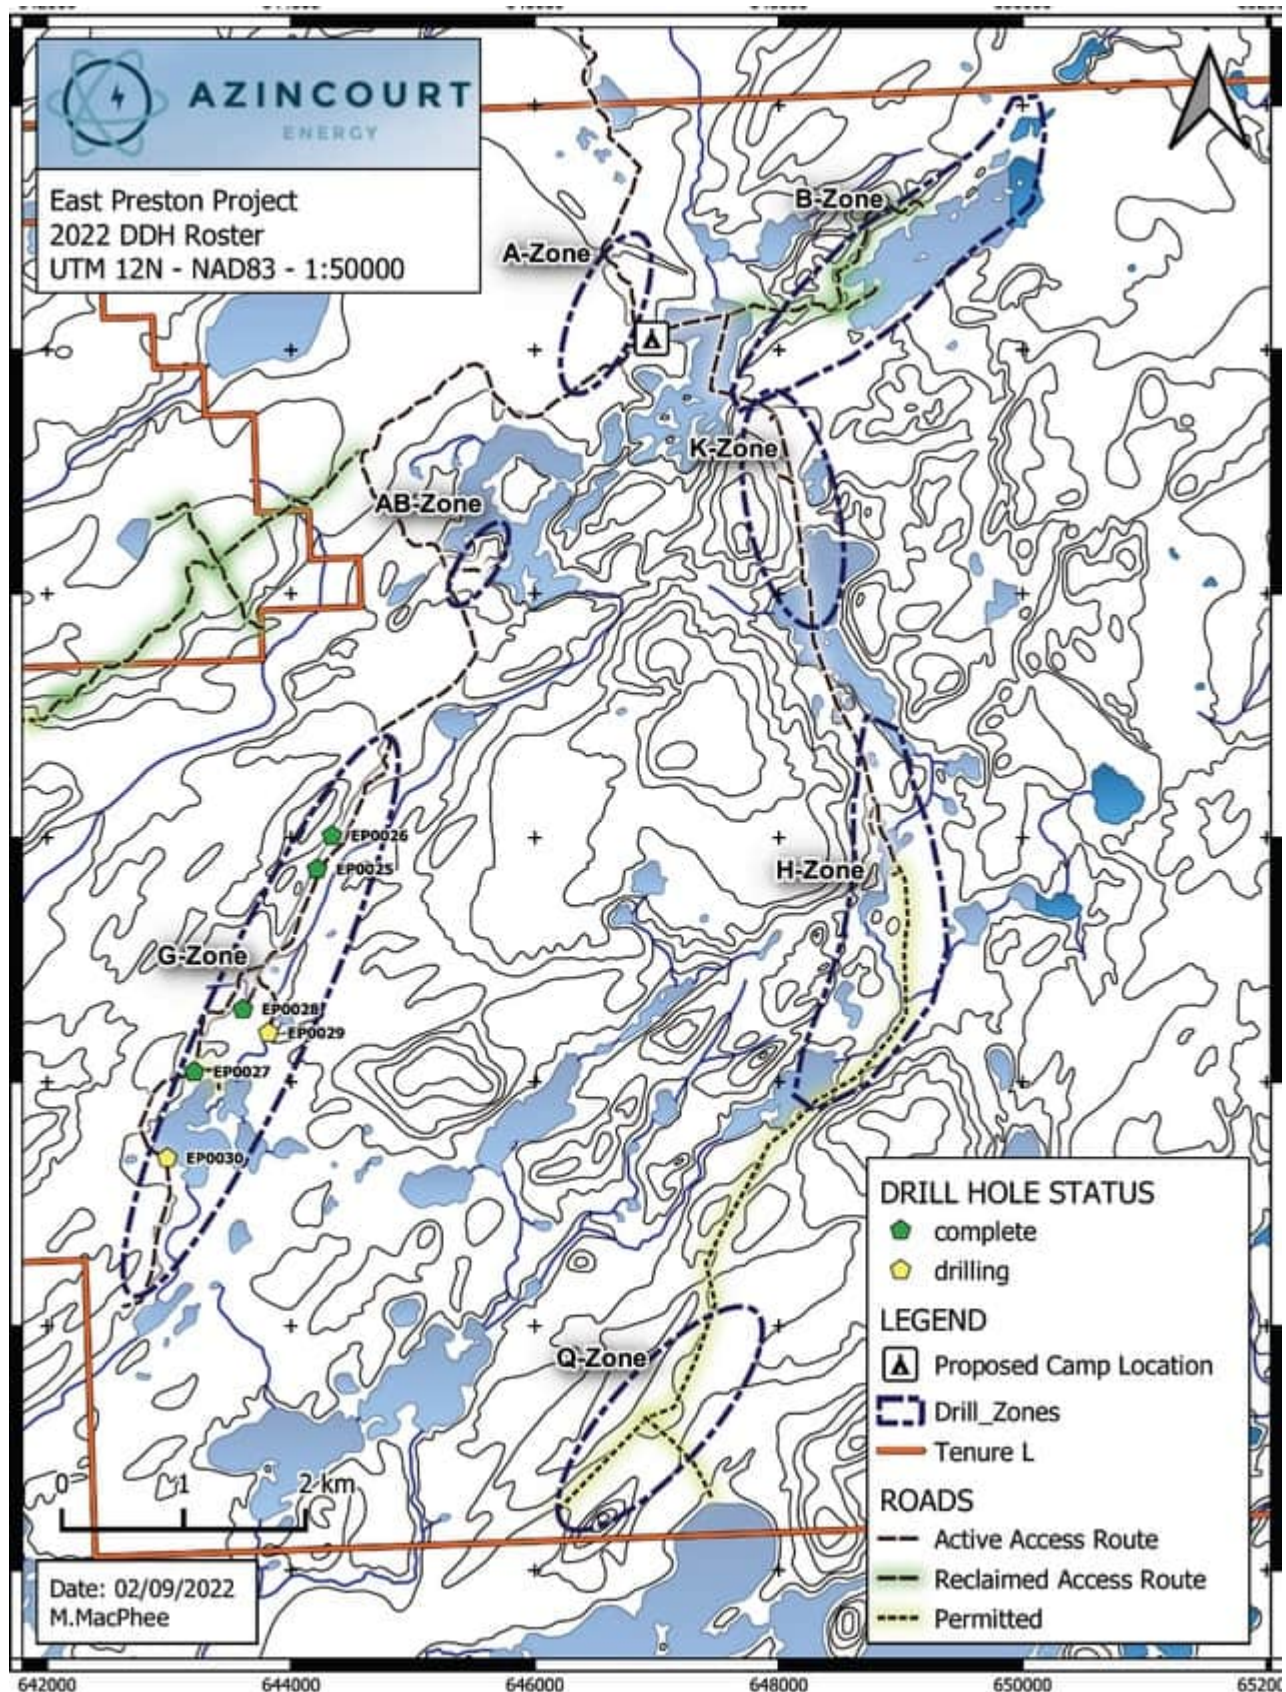 AZINCOURT
ENERGY
East Preston Project
2022 DDH Roster
UTM 12N - NAD83 - 1:50000
B-Zone
A-Zone
K-Zone
AB-Zone
EP0026
EP0025
H-Zone
G-Zone
EP0028
EP0029
EP0027
EP0030
Q-Zone
DRILL HOLE STATUS
complete
drilling
LEGEND
Proposed Camp Location
Drill_Zones
Tenure L
ROADS
Active Access Route
Reclaimed Access Route
Permitted
0 1 2 km
Date: 02/09/2022
M.MacPhee
642000 644000 646000 648000 650000